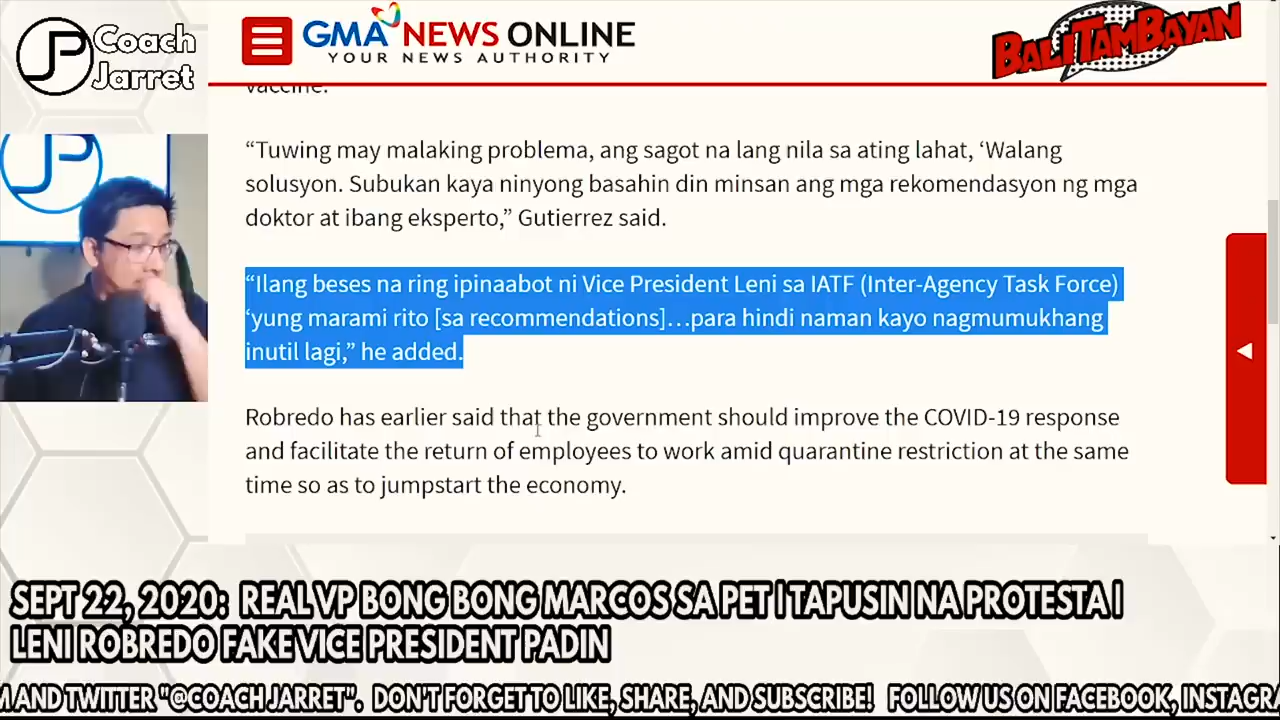 JP Coach
Jarret
GMA NEWS ONLINE
YOUR NEWS AUTHORITY
BALITAMBAYAN
vaccine.
“Tuwing may malaking problema, ang sagot na lang nila sa ating lahat, ‘Walang
solusyon. Subukan kaya ninyong basahin din minsan ang mga rekomendasyon ng mga
doktor at ibang eksperto,” Gutierrez said.
“Ilang beses na ring ipinaabot ni Vice President Leni sa IATF (Inter-Agency Task Force)
‘yung marami rito [sa recommendations]…para hindi naman kayo nagmumukhang
inutil lagi,” he added.
Robredo has earlier said that the government should improve the COVID-19 response
and facilitate the return of employees to work amid quarantine restriction at the same
time so as to jumpstart the economy.
SEPT 22, 2020: REAL VP BONG BONG MARCOS SA PET | TAPUSIN NA PROTESTA |
LENI ROBREDO FAKE VICE PRESIDENT PADIN
M AND TWITTER "@COACH JARRET". DON'T FORGET TO LIKE, SHARE, AND SUBSCRIBE! FOLLOW US ON FACEBOOK, INSTAGRA